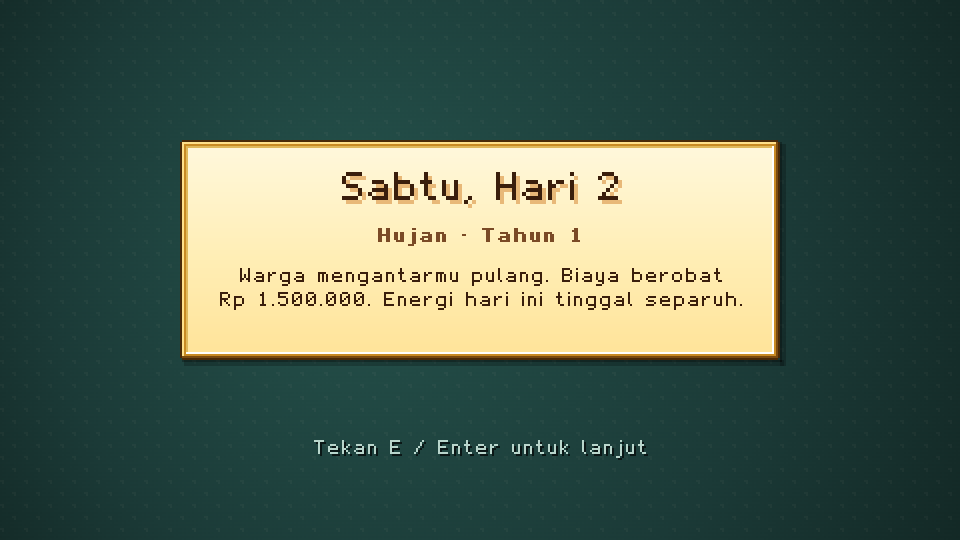 Sabtu, Hari 2
Hujan · Tahun 1
Warga mengantarmu pulang. Biaya berobat
Rp 1.500.000. Energi hari ini tinggal separuh.
Tekan E / Enter untuk lanjut